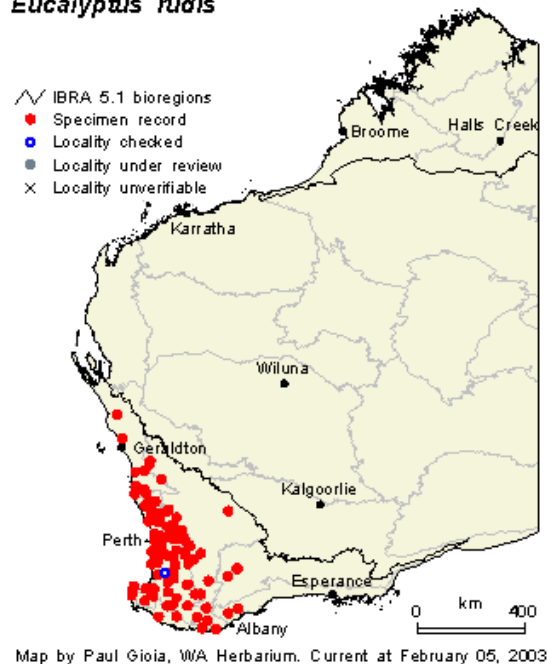 Eucalyptus rudis
IBRA 5.1 bioregions
Specimen record
Locality checked
Locality under review
Locality unverifiable
Broome
Halls Creek
Karratha
Wiluna
Geraldton
Kalgoorlie
Perth
Esperance
Albany
0 km 400
Map by Paul Gioia, WA Herbarium. Current at February 05, 2003